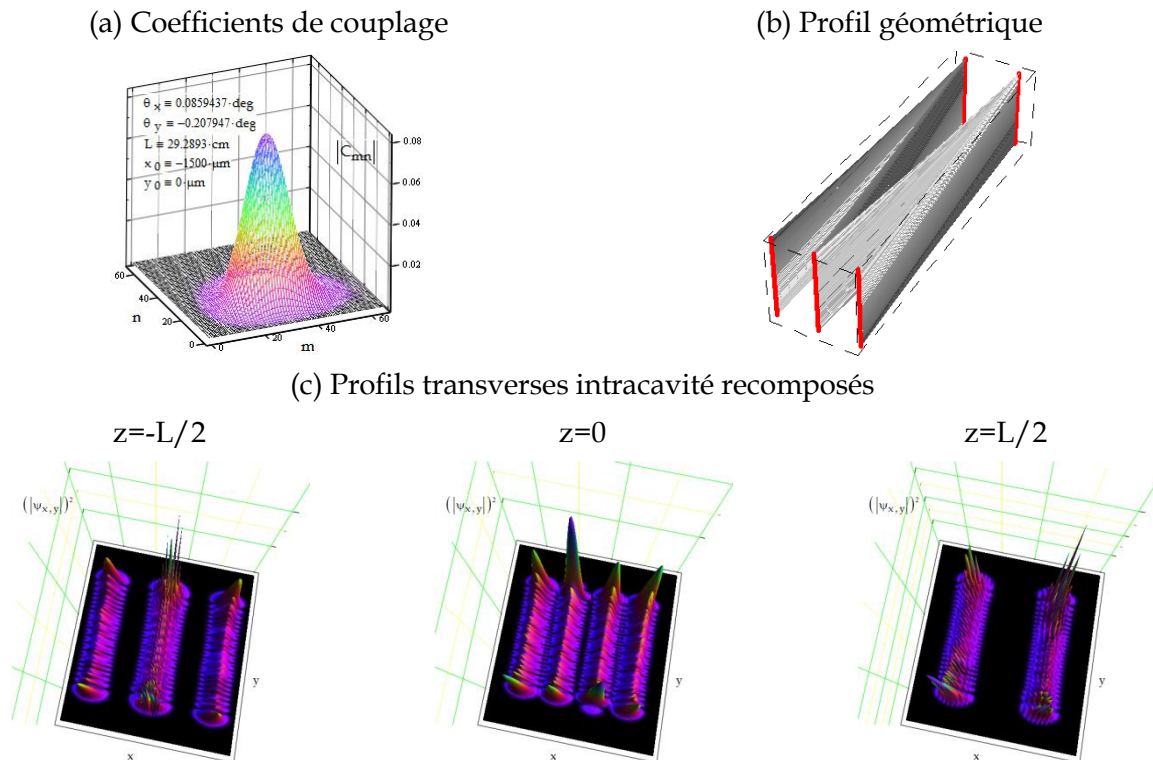 (a) Coefficients de couplage
(b) Profil géométrique
θ x ≡ 0.0859437·deg
θ y ≡ −0.207947·deg
L ≡ 29.2893·cm
x 0 ≡ −1500·μm
y 0 ≡ 0·μm
|C mn|
0.08
0.06
0.04
0.02
60
40
20
0
n
0
20
40
60
m
(c) Profils transverses intracavité recomposés
z=-L/2
z=0
z=L/2
(|ψ x,y|)²
y
x
(|ψ x,y|)²
y
x
(|ψ x,y|)²
y
x